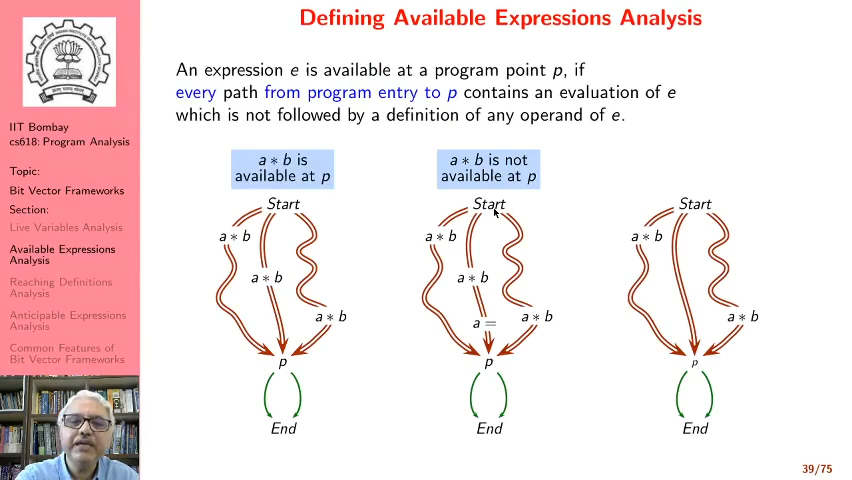 Defining Available Expressions Analysis
An expression e is available at a program point p, if
every path from program entry to p contains an evaluation of e
which is not followed by a definition of any operand of e.
IIT Bombay
cs618: Program Analysis
Topic:
Bit Vector Frameworks
Section:
Live Variables Analysis
Available Expressions
Analysis
Reaching Definitions
Analysis
Anticipable Expressions
Analysis
Common Features of
Bit Vector Frameworks
a ∗ b is
available at p
Start
a ∗ b
a ∗ b
a ∗ b
p
End
a ∗ b is not
available at p
Start
a ∗ b
a ∗ b
a =
a ∗ b
p
End
Start
a ∗ b
a ∗ b
p
End
39/75